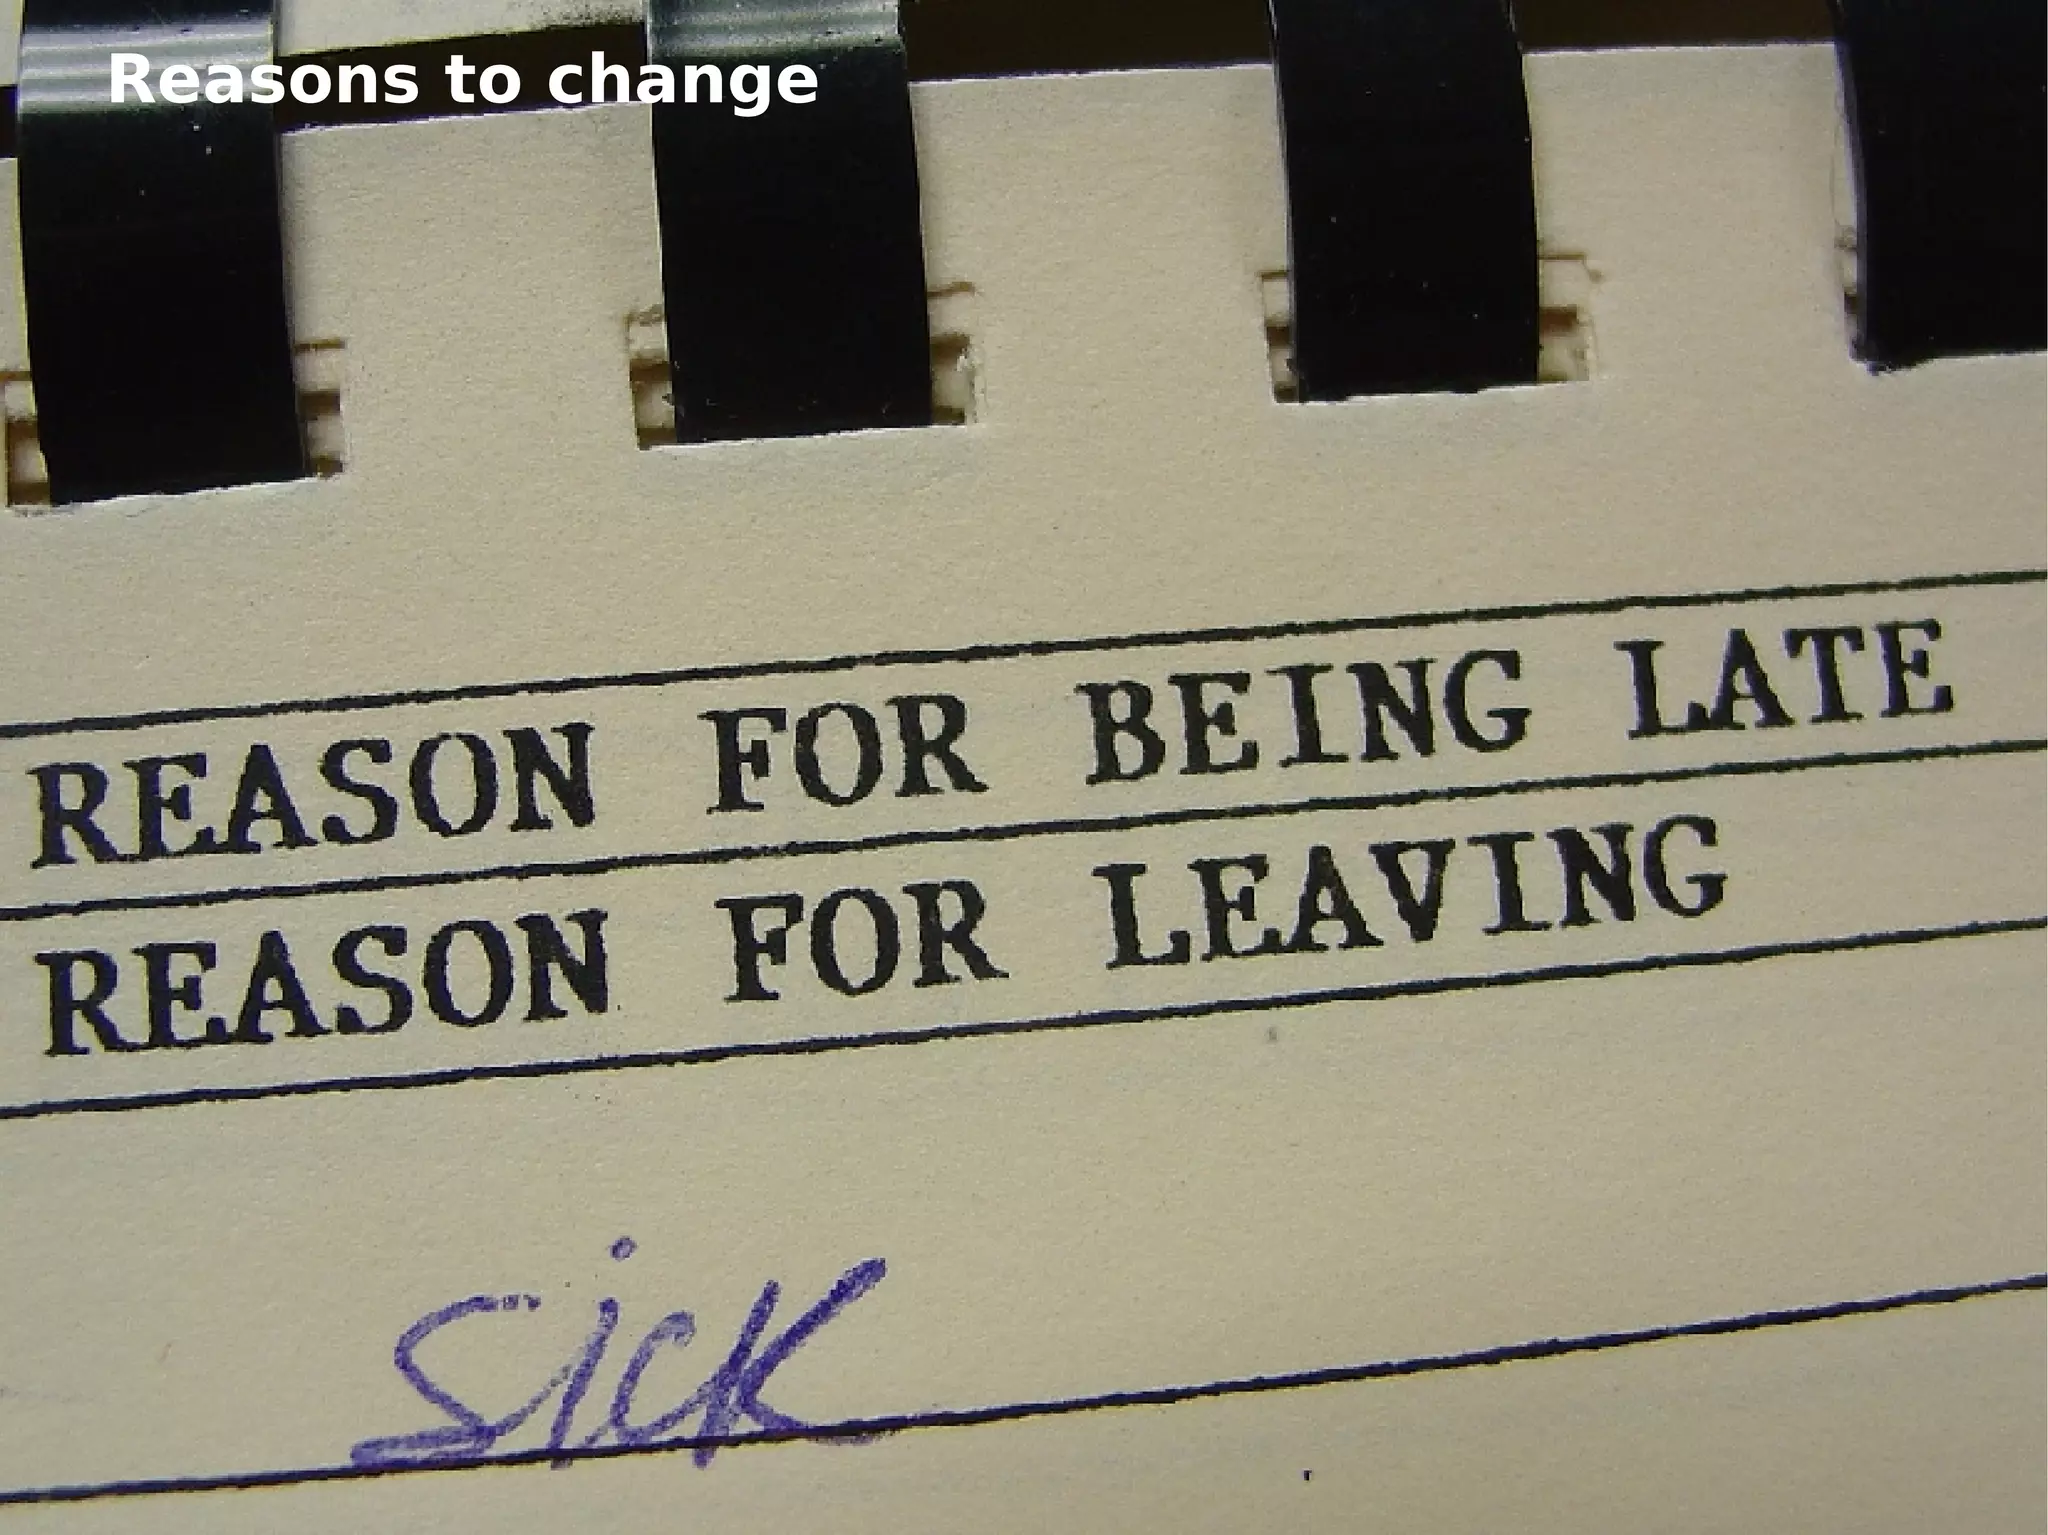 Reasons to change
REASON FOR BEING LATE
REASON FOR LEAVING
sick